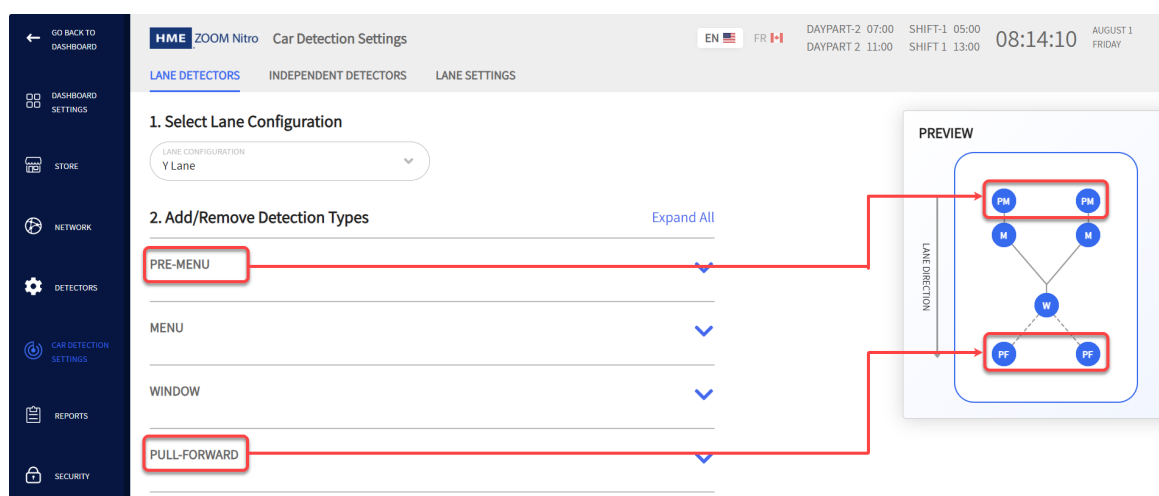 GO BACK TO
DASHBOARD
HME ZOOM Nitro Car Detection Settings
EN FR
DAYPART-2 07:00 SHIFT-1 05:00
DAYPART 2 11:00 SHIFT 1 13:00
08:14:10
AUGUST 1
FRIDAY
LANE DETECTORS INDEPENDENT DETECTORS LANE SETTINGS
DASHBOARD
SETTINGS
STORE
NETWORK
DETECTORS
CAR DETECTION
SETTINGS
REPORTS
SECURITY
1. Select Lane Configuration
LANE CONFIGURATION
Y Lane
2. Add/Remove Detection Types Expand All
PRE-MENU
MENU
WINDOW
PULL-FORWARD
PREVIEW
LANE DIRECTION
PM PM
M M
W
PF PF